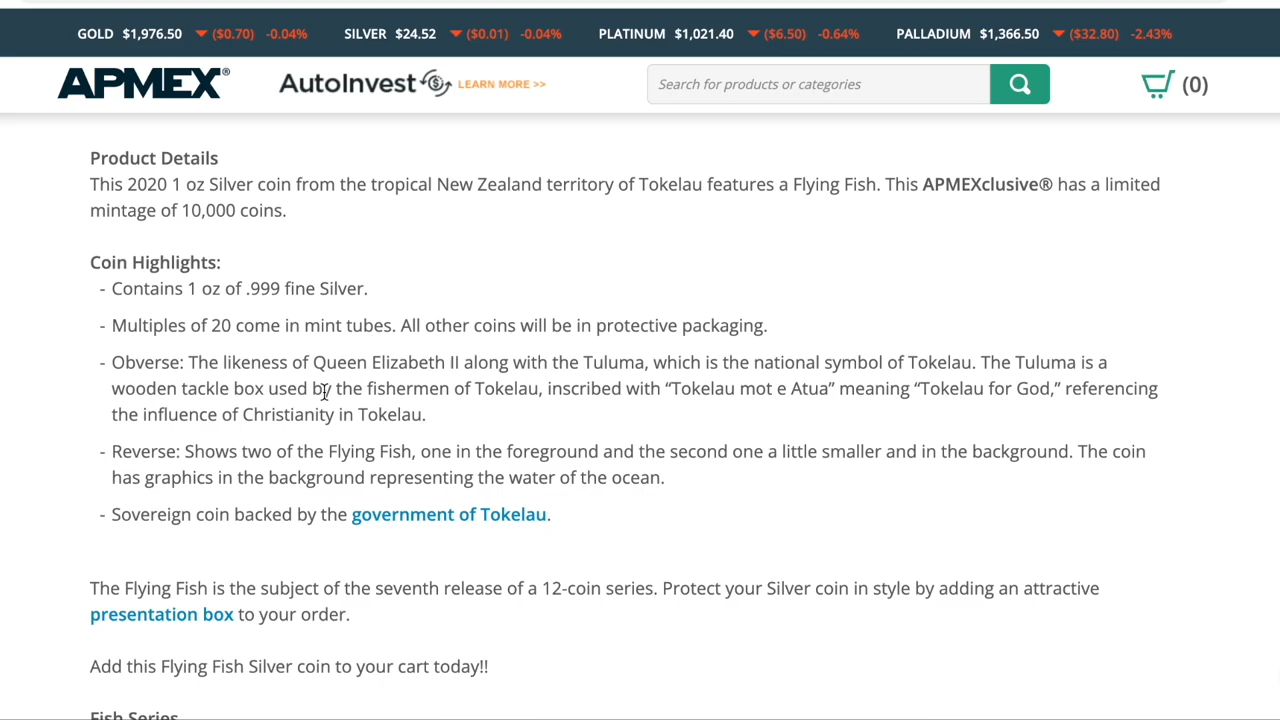 GOLD $1,976.50 ▼ ($0.70) -0.04% SILVER $24.52 ▼ ($0.01) -0.04% PLATINUM $1,021.40 ▼ ($6.50) -0.64% PALLADIUM $1,366.50 ▼ ($32.80) -2.43%
APMEX® AutoInvest LEARN MORE >> Search for products or categories (0)
Product Details
This 2020 1 oz Silver coin from the tropical New Zealand territory of Tokelau features a Flying Fish. This APMEXclusive® has a limited
mintage of 10,000 coins.
Coin Highlights:
- Contains 1 oz of .999 fine Silver.
- Multiples of 20 come in mint tubes. All other coins will be in protective packaging.
- Obverse: The likeness of Queen Elizabeth II along with the Tuluma, which is the national symbol of Tokelau. The Tuluma is a
wooden tackle box used by the fishermen of Tokelau, inscribed with “Tokelau mot e Atua” meaning “Tokelau for God,” referencing
the influence of Christianity in Tokelau.
- Reverse: Shows two of the Flying Fish, one in the foreground and the second one a little smaller and in the background. The coin
has graphics in the background representing the water of the ocean.
- Sovereign coin backed by the government of Tokelau.
The Flying Fish is the subject of the seventh release of a 12-coin series. Protect your Silver coin in style by adding an attractive
presentation box to your order.
Add this Flying Fish Silver coin to your cart today!!
Fish Series